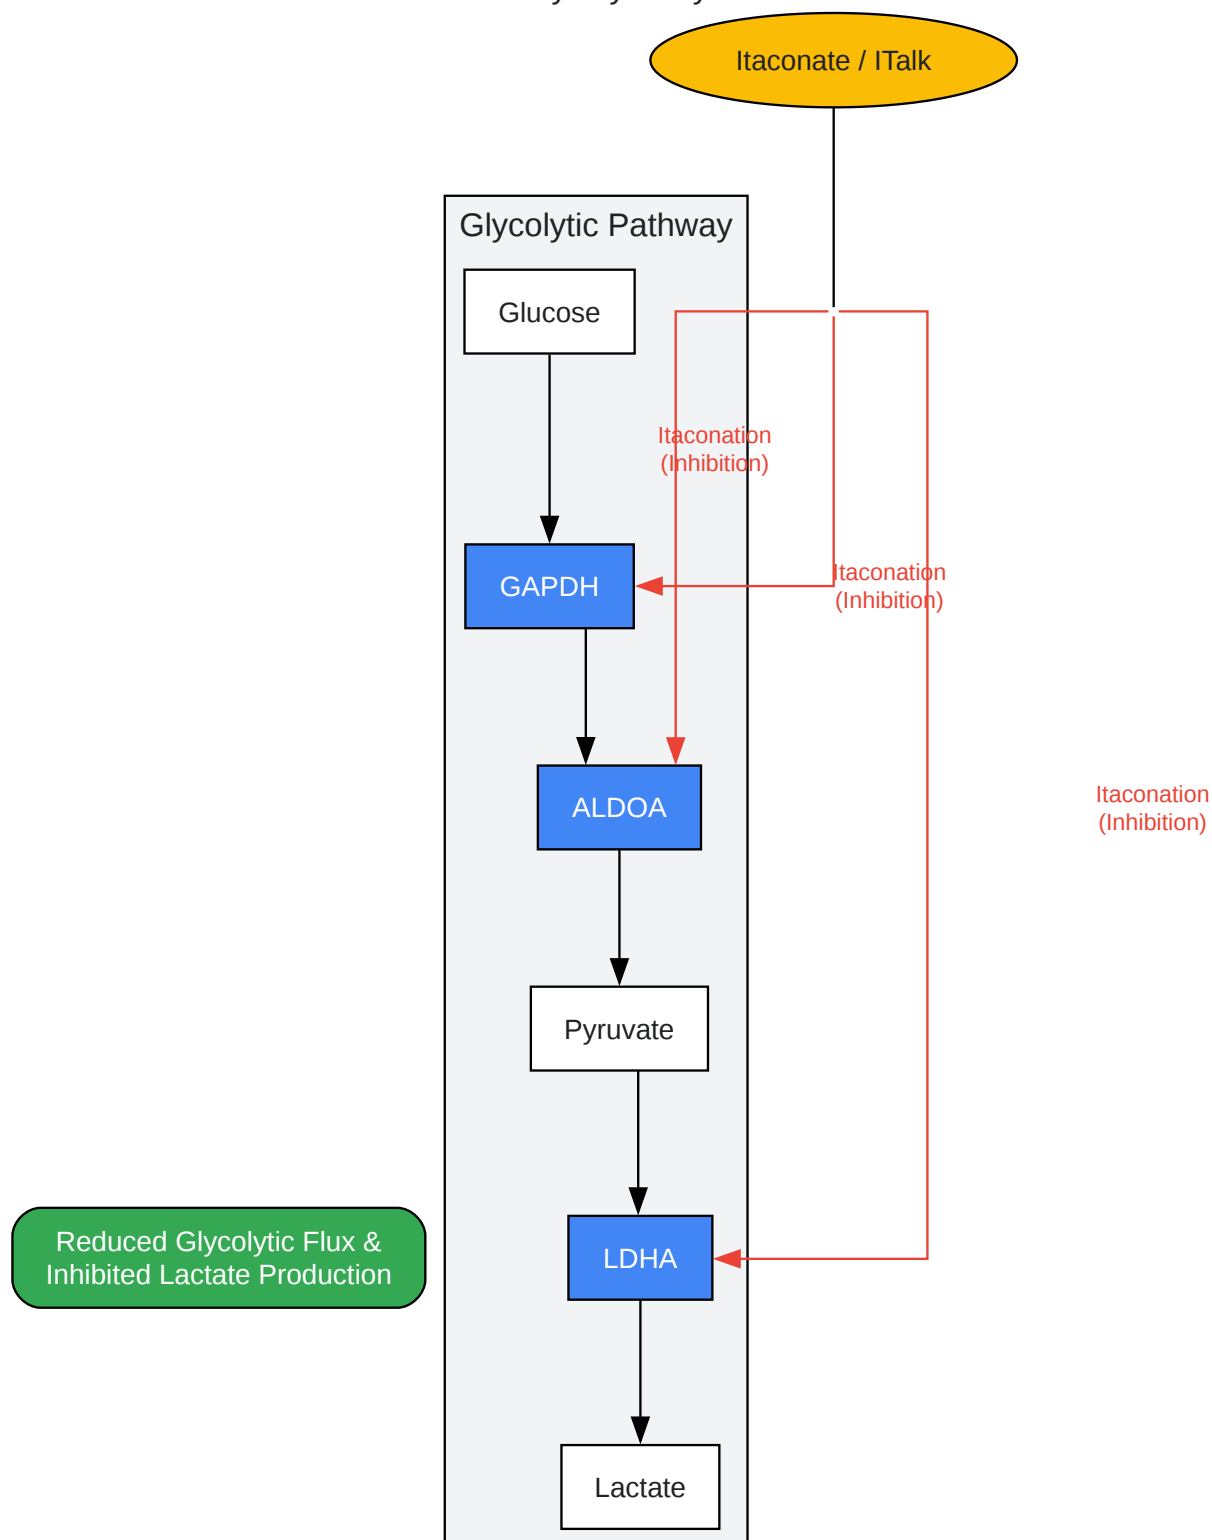 Itaconate / ITalk
Glycolytic Pathway
Glucose
Itaconation
(Inhibition)
GAPDH
Itaconation
(Inhibition)
ALDOA
Itaconation
(Inhibition)
Pyruvate
Reduced Glycolytic Flux &
Inhibited Lactate Production
LDHA
Lactate